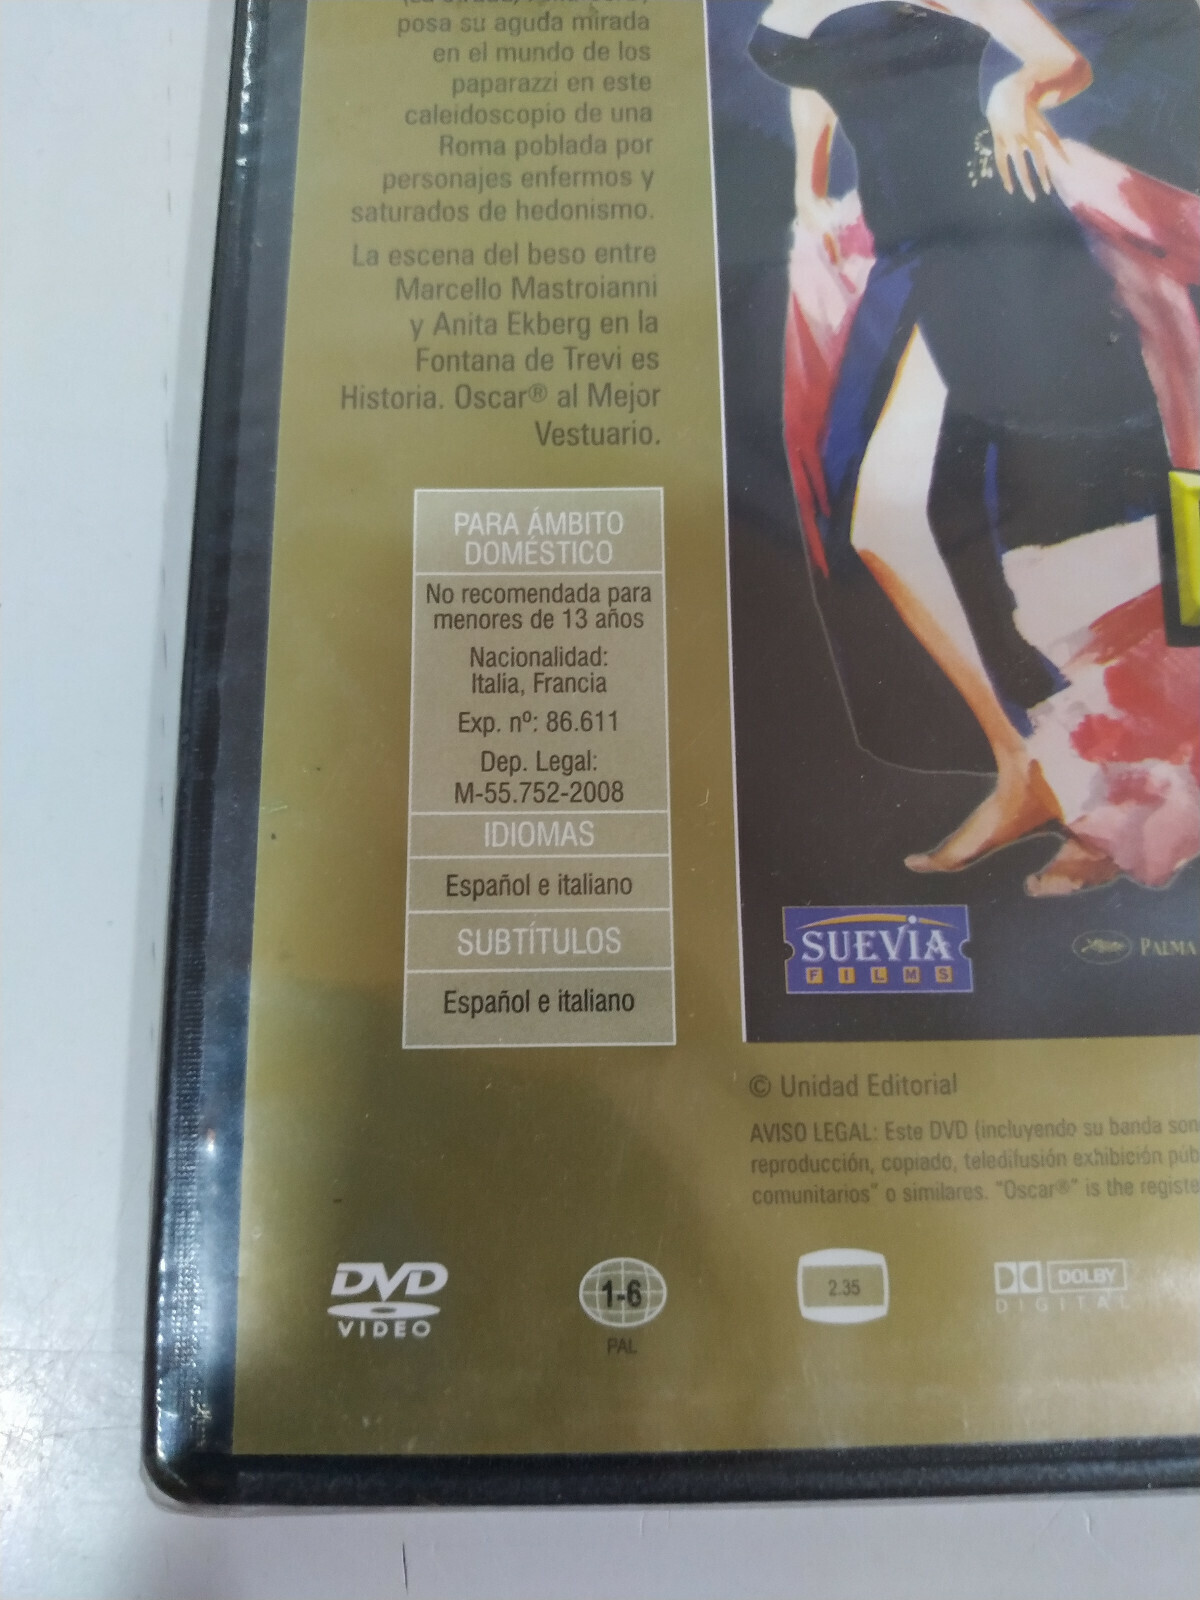 posa su aguda mirada
en el mundo de los
paparazzi en este
caleidoscopio de una
Roma poblada por
personajes enfermos y
saturados de hedonismo.
La escena del beso entre
Marcello Mastroianni
y Anita Ekberg en la
Fontana de Trevi es
Historia. Oscar® al Mejor
Vestuario.
PARA ÁMBITO
DOMÉSTICO
No recomendada para
menores de 13 años
Nacionalidad:
Italia, Francia
Exp. nº: 86.611
Dep. Legal:
M-55.752-2008
IDIOMAS
Español e italiano
SUBTÍTULOS
Español e italiano
SUEVIA
FILMS
PALMA
© Unidad Editorial
AVISO LEGAL: Este DVD (incluyendo su banda son
reproducción, copiado, teledifusión exhibición púb
comunitarios" o similares. "Oscar®" is the registe
DVD
VIDEO
1-6
PAL
2.35
DOLBY
DIGITAL